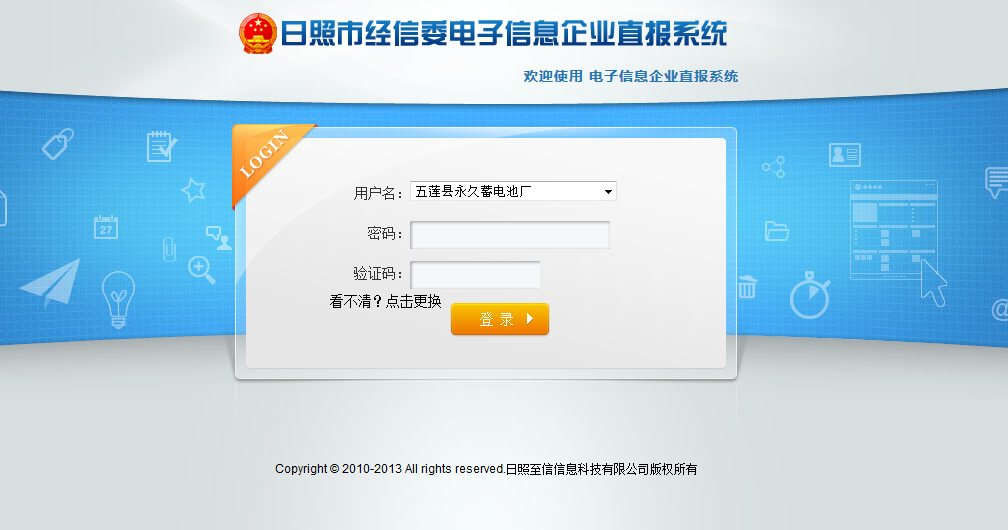 日照市经信委电子信息企业直报系统
欢迎使用 电子信息企业直报系统
LOGIN
用户名： 五莲县永久蓄电池厂
密码：
验证码：
看不清？点击更换
登 录
27
@
Copyright © 2010-2013 All rights reserved.日照至信信息科技有限公司版权所有